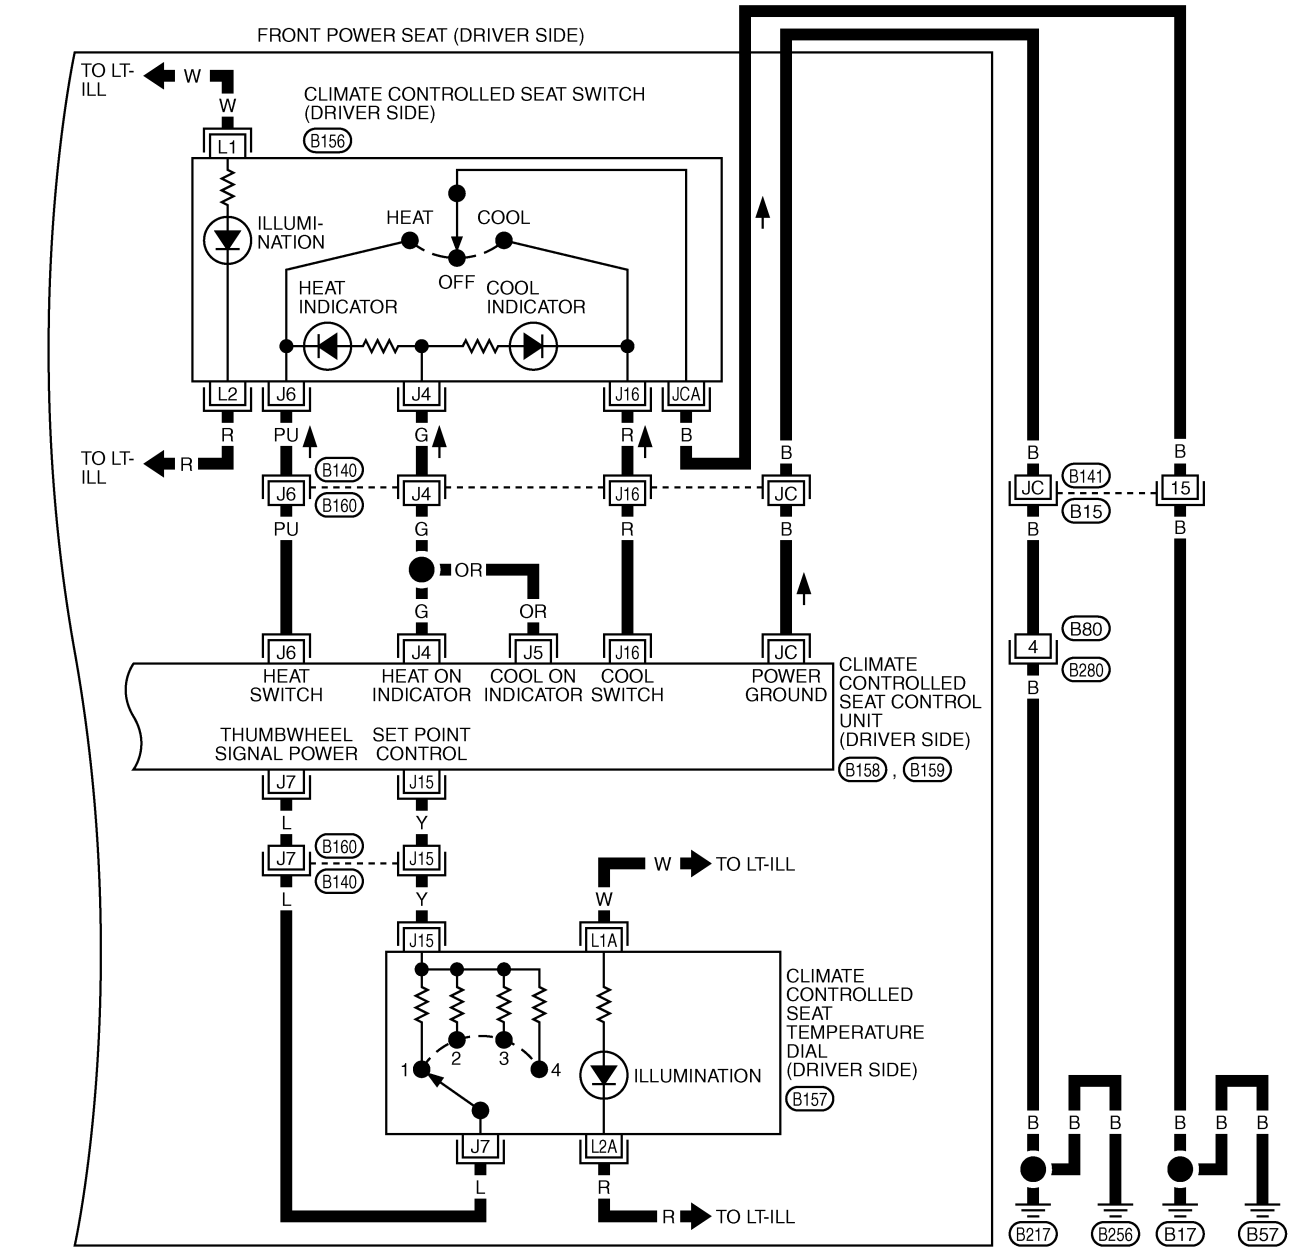 FRONT POWER SEAT (DRIVER SIDE)
TO LT-
ILL
W
W
CLIMATE CONTROLLED SEAT SWITCH
(DRIVER SIDE)
B156
L1
ILLUMI-
NATION
HEAT
COOL
OFF
HEAT
INDICATOR
COOL
INDICATOR
L2 J6 J4 J16 JCA
R PU G R B
TO LT-
ILL
R
B B B
B140
B160
J6 J4 J16 JC
JC
B141
B15
15
PU G R B B B
OR
G OR
J6 J4 J5 J16 JC
HEAT
SWITCH
HEAT ON
INDICATOR
COOL ON
INDICATOR
COOL
SWITCH
POWER
GROUND
CLIMATE
CONTROLLED
SEAT CONTROL
UNIT
(DRIVER SIDE)
B158 , B159
4
B80
B280
B
THUMBWHEEL
SIGNAL POWER
SET POINT
CONTROL
J7 J15
L Y
B160
B140
J7 J15
L Y
W TO LT-ILL
W
J15 L1A
1 2 3 4
ILLUMINATION
CLIMATE
CONTROLLED
SEAT
TEMPERATURE
DIAL
(DRIVER SIDE)
B157
J7 L2A
L R
R TO LT-ILL
B B B B B B
B217 B256 B17 B57